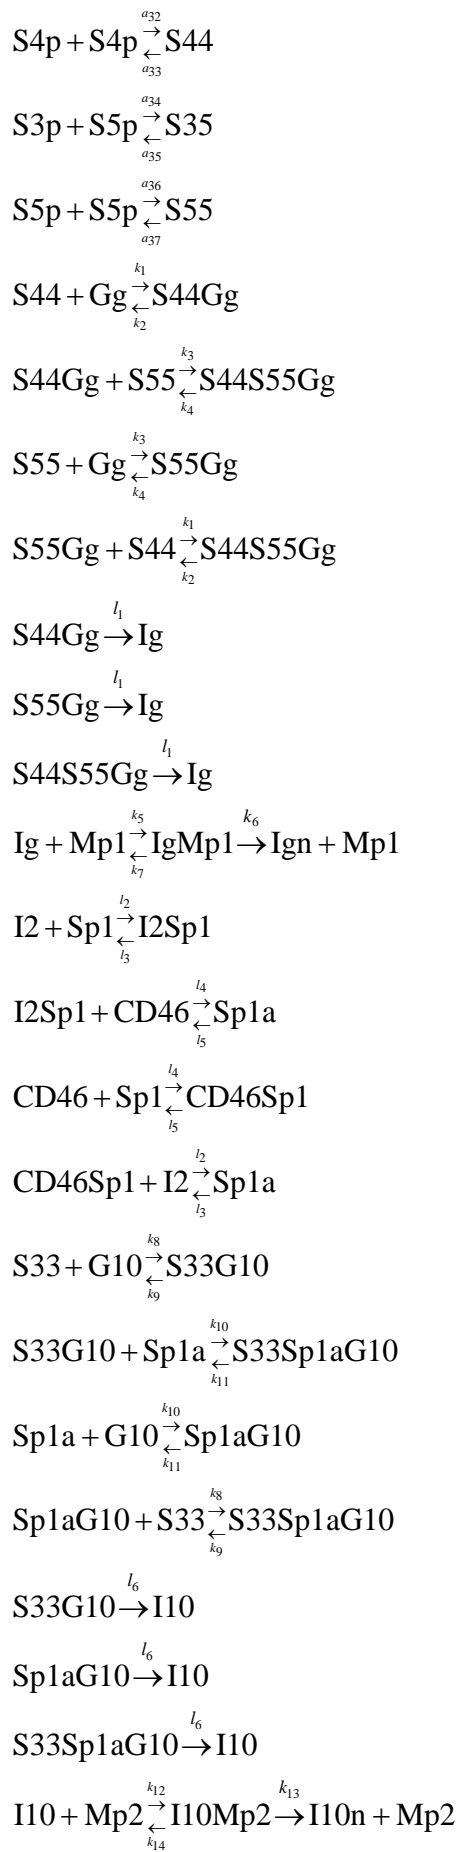 S4p + S4p a32 → ← a33 S44
S3p + S5p a34 → ← a35 S35
S5p + S5p a36 → ← a37 S55
S44 + Gg k1 → ← k2 S44Gg
S44Gg + S55 k3 → ← k4 S44S55Gg
S55 + Gg k3 → ← k4 S55Gg
S55Gg + S44 k1 → ← k2 S44S55Gg
S44Gg l1 → Ig
S55Gg l1 → Ig
S44S55Gg l1 → Ig
Ig + Mp1 k5 → ← k7 IgMp1 k6 → Ign + Mp1
I2 + Sp1 l2 → ← l3 I2Sp1
I2Sp1 + CD46 l4 → ← l5 Sp1a
CD46 + Sp1 l4 → ← l5 CD46Sp1
CD46Sp1 + I2 l2 → ← l3 Sp1a
S33 + G10 k8 → ← k9 S33G10
S33G10 + Sp1a k10 → ← k11 S33Sp1aG10
Sp1a + G10 k10 → ← k11 Sp1aG10
Sp1aG10 + S33 k8 → ← k9 S33Sp1aG10
S33G10 l6 → I10
Sp1aG10 l6 → I10
S33Sp1aG10 l6 → I10
I10 + Mp2 k12 → ← k14 I10Mp2 k13 → I10n + Mp2